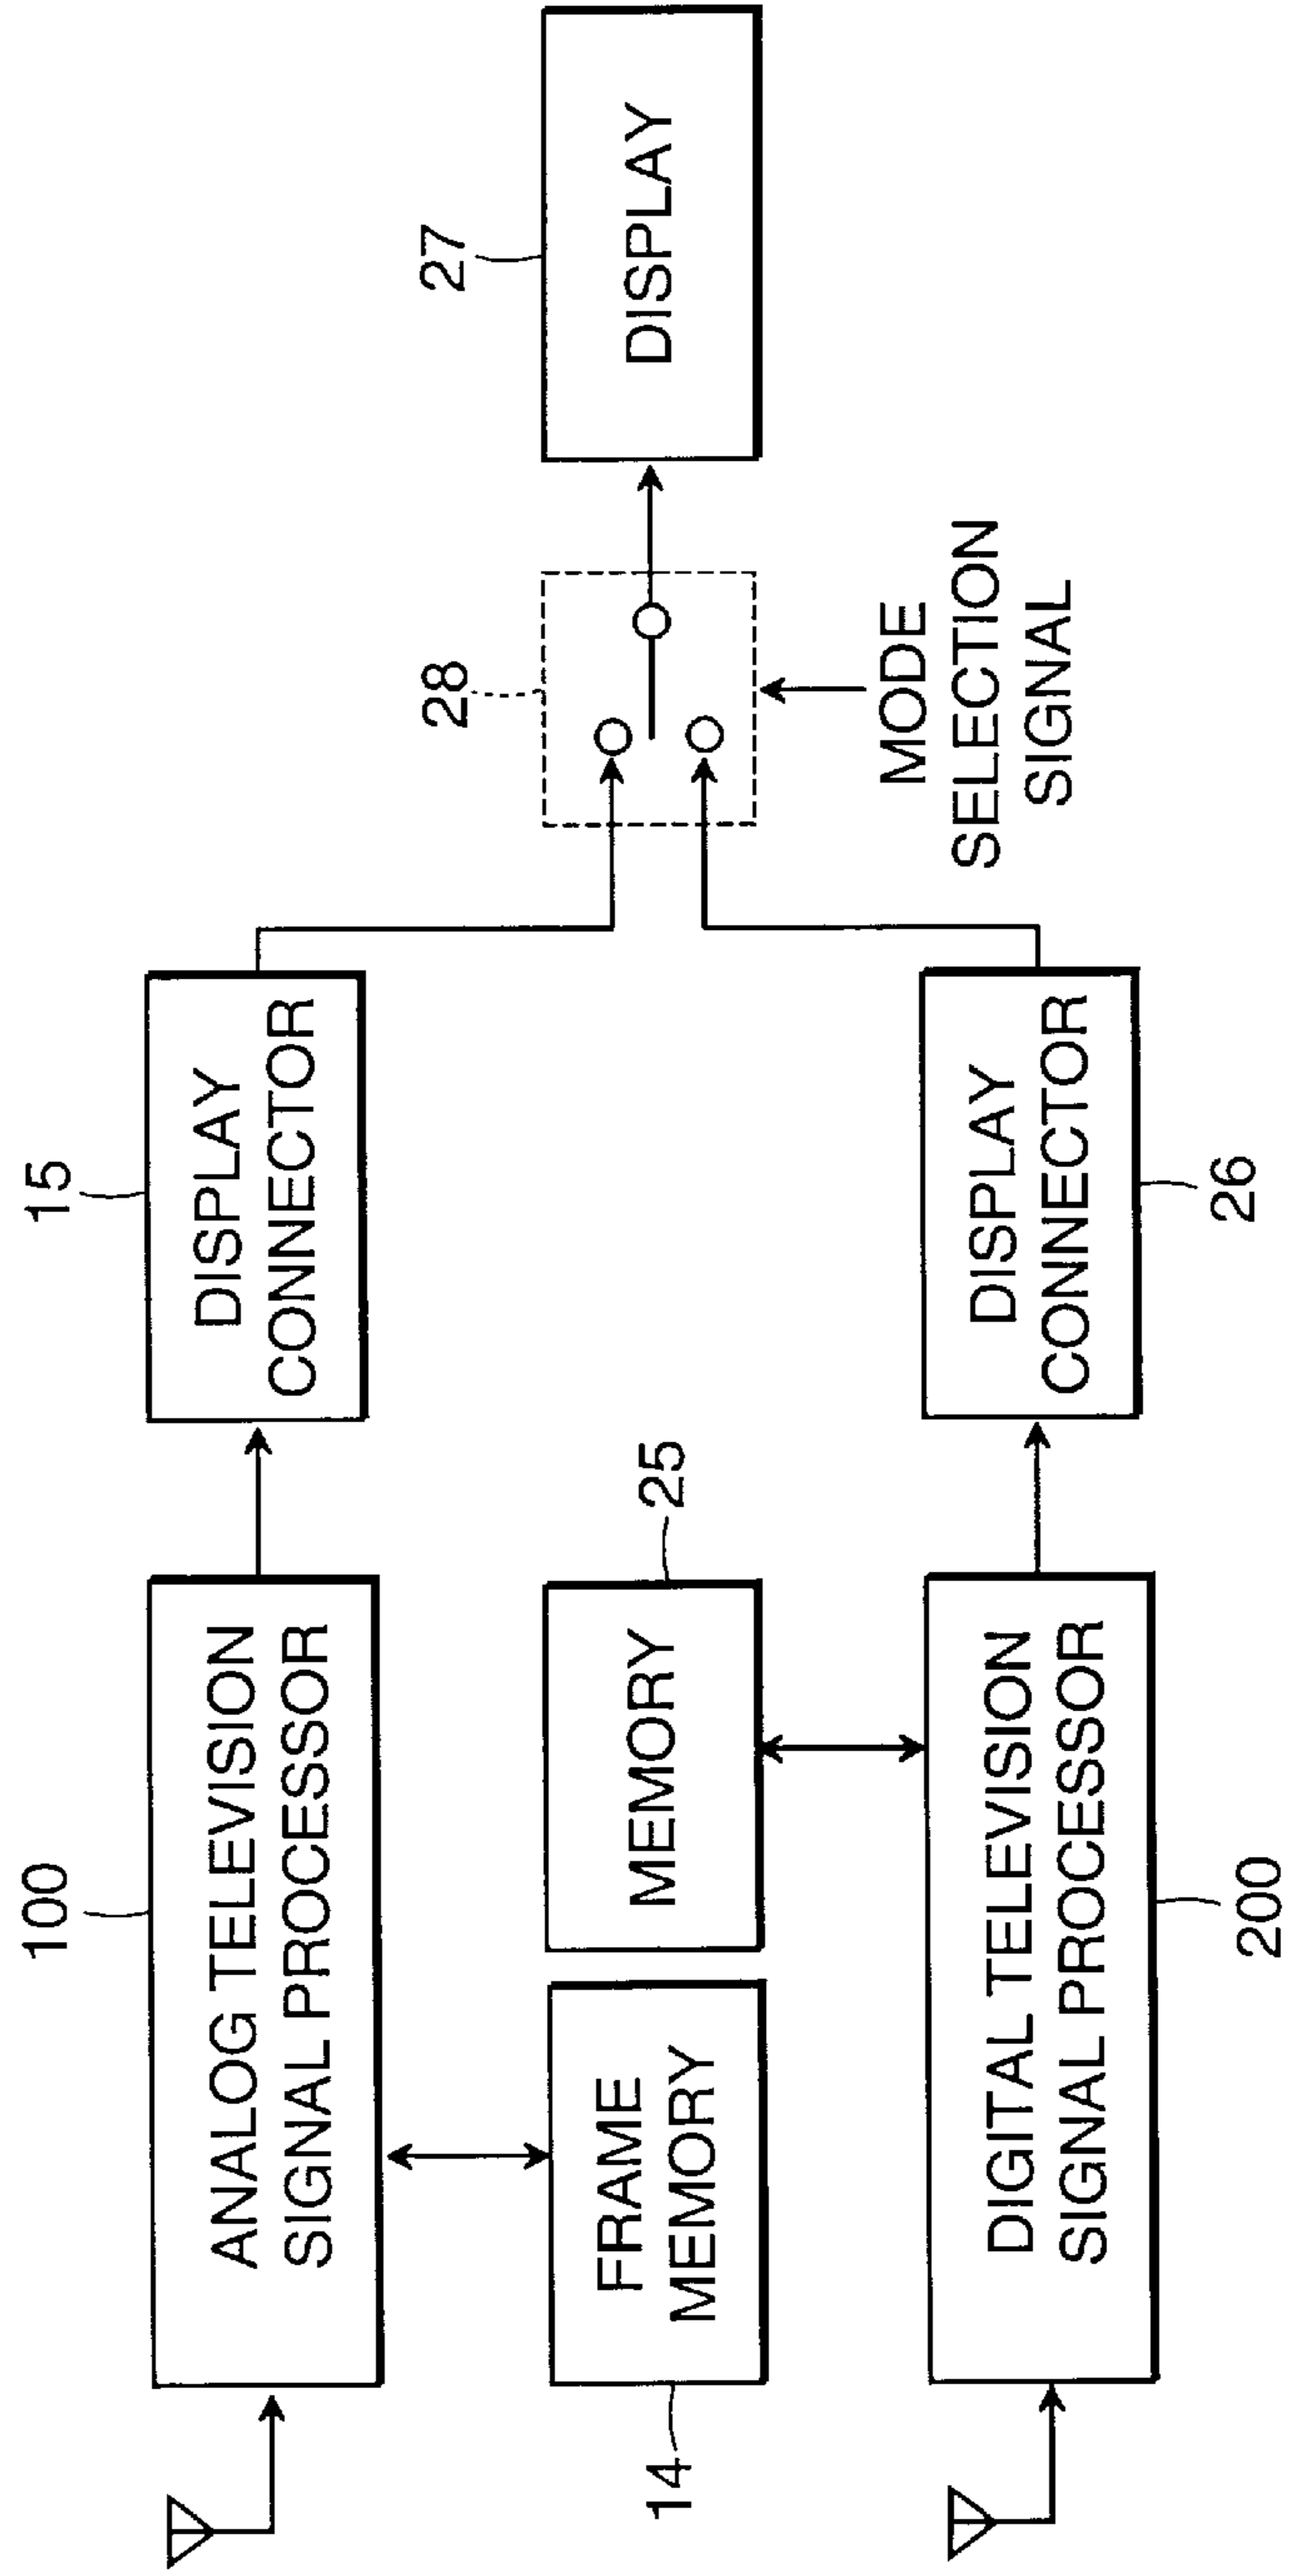 100
ANALOG TELEVISION
SIGNAL PROCESSOR
15
DISPLAY
CONNECTOR
14
FRAME
MEMORY
25
MEMORY
28
27
DISPLAY
MODE
SELECTION
SIGNAL
DIGITAL TELEVISION
SIGNAL PROCESSOR
200
DISPLAY
CONNECTOR
26